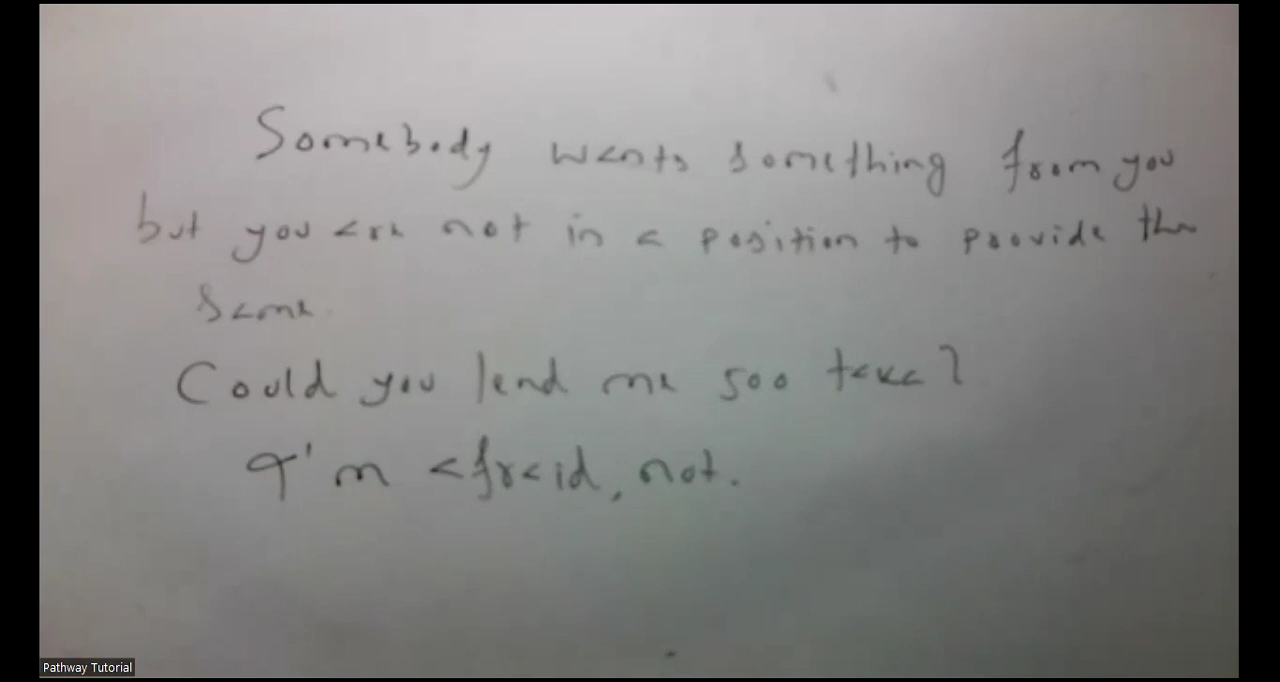 Somebody wants something from you
but you are not in a position to provide the
same.
Could you lend me 500 taka?
I'm afraid, not.
Pathway Tutorial